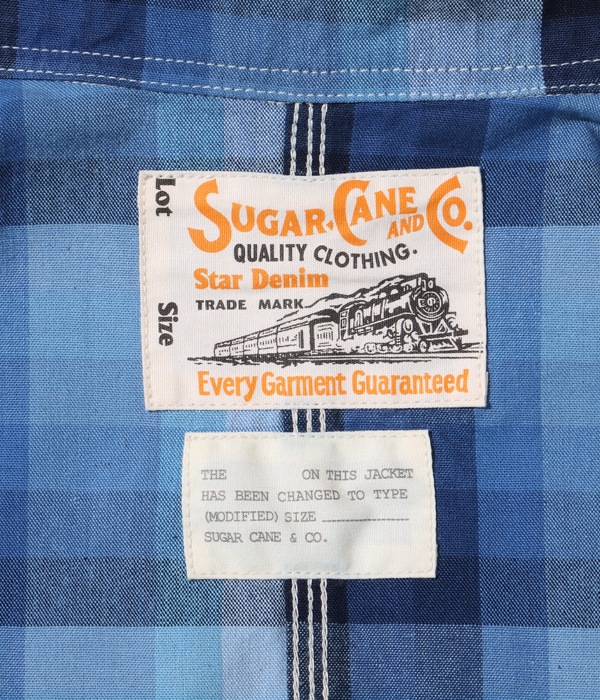 Lot
Size
SUGAR CANE AND CO.
QUALITY CLOTHING.
Star Denim
TRADE MARK
Every Garment Guaranteed
THE ON THIS JACKET
HAS BEEN CHANGED TO TYPE
(MODIFIED) SIZE
SUGAR CANE & CO.